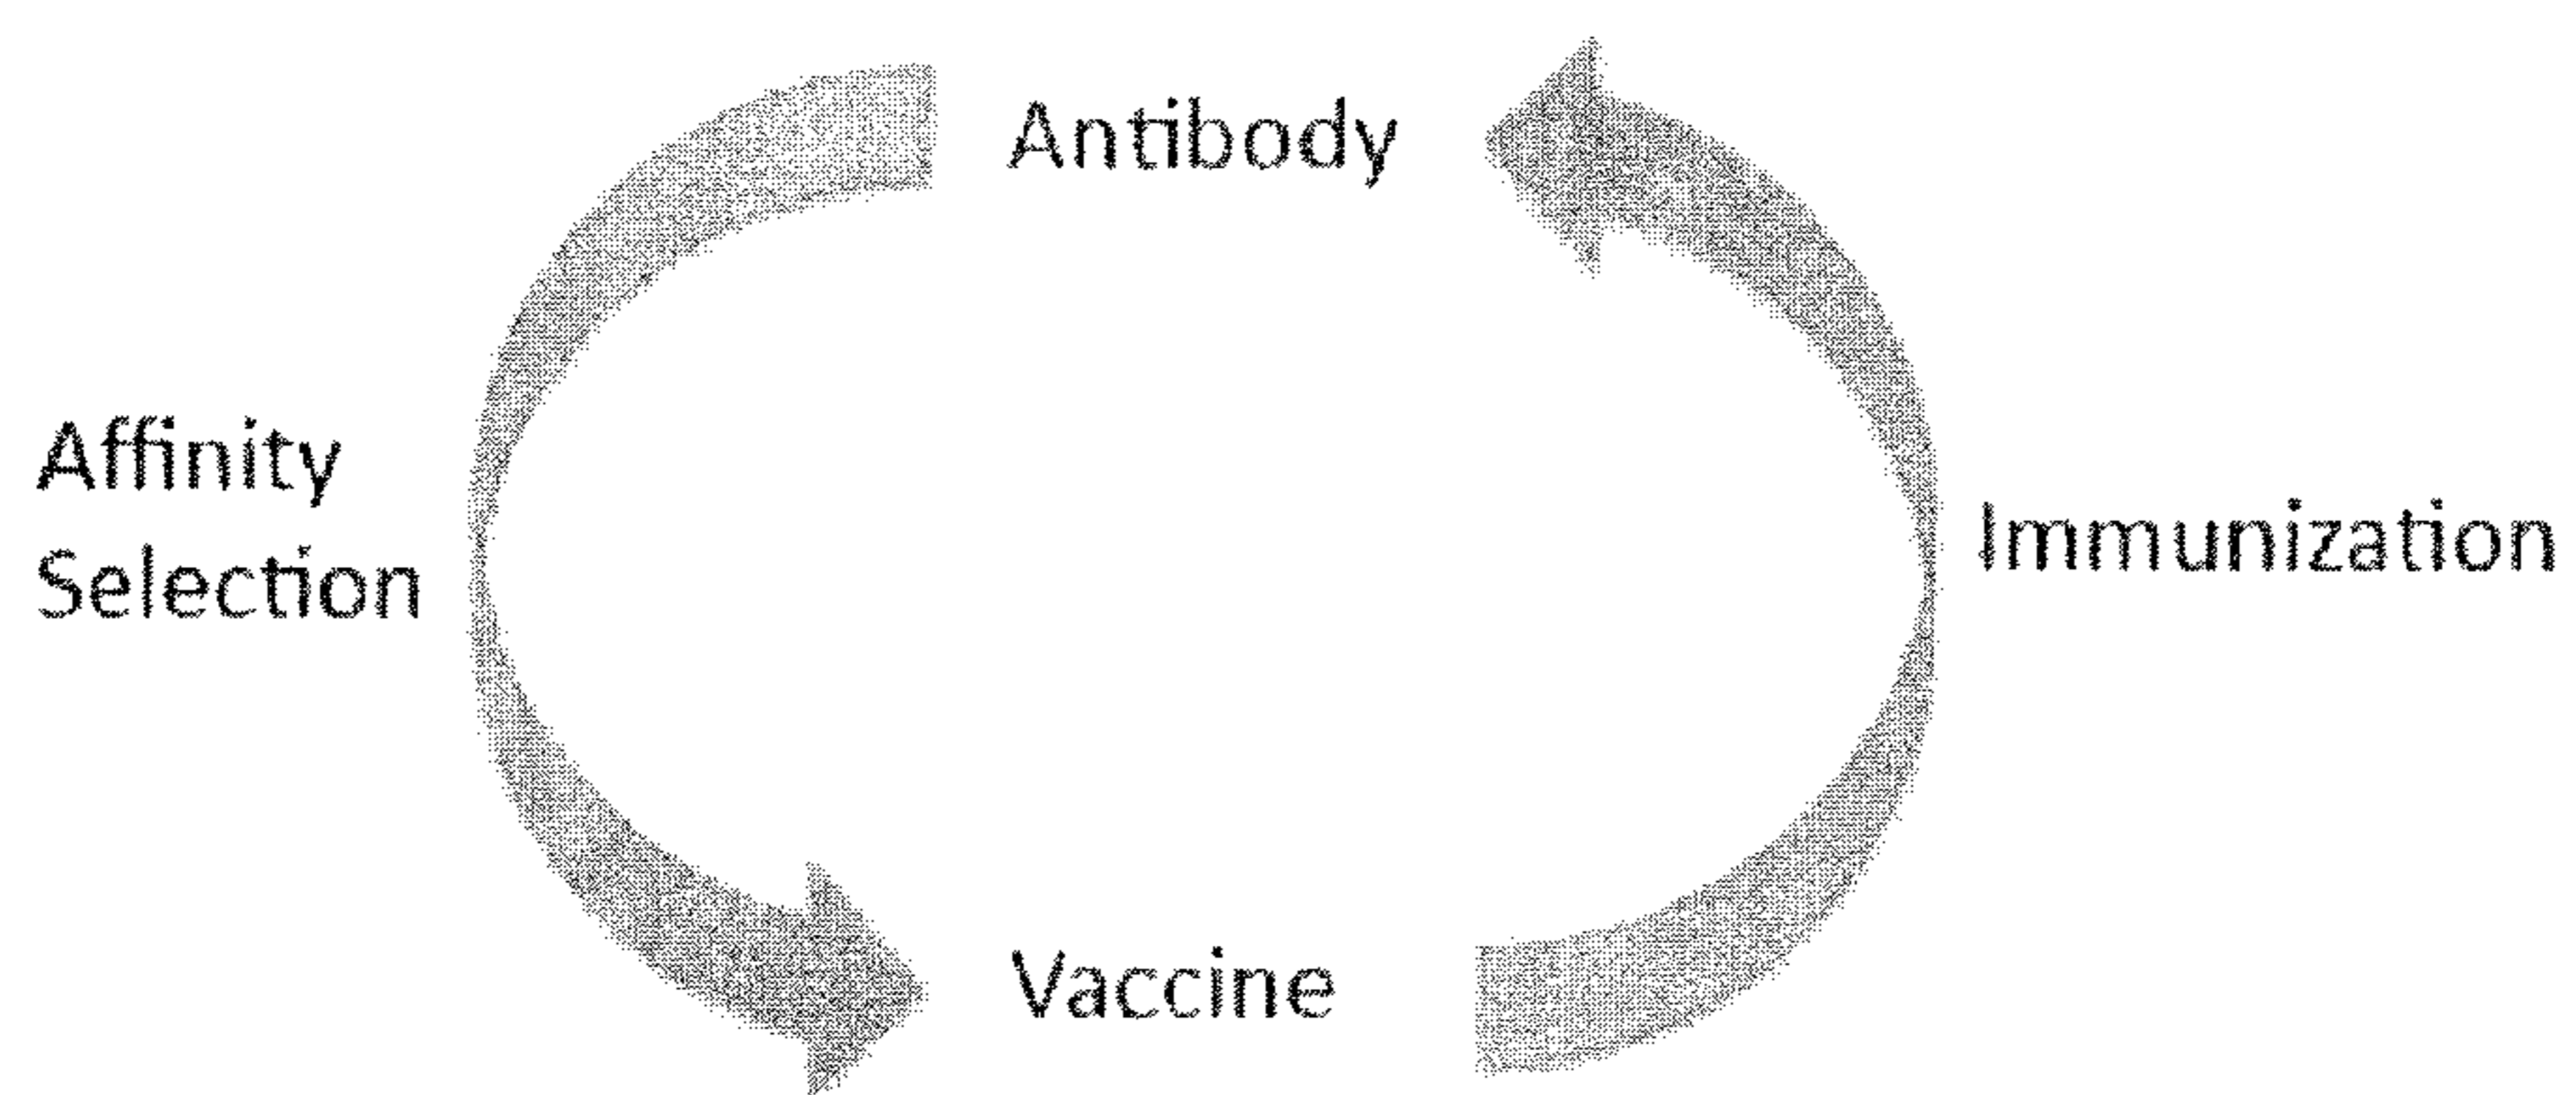 Antibody
Affinity
Selection
Immunization
Vaccine